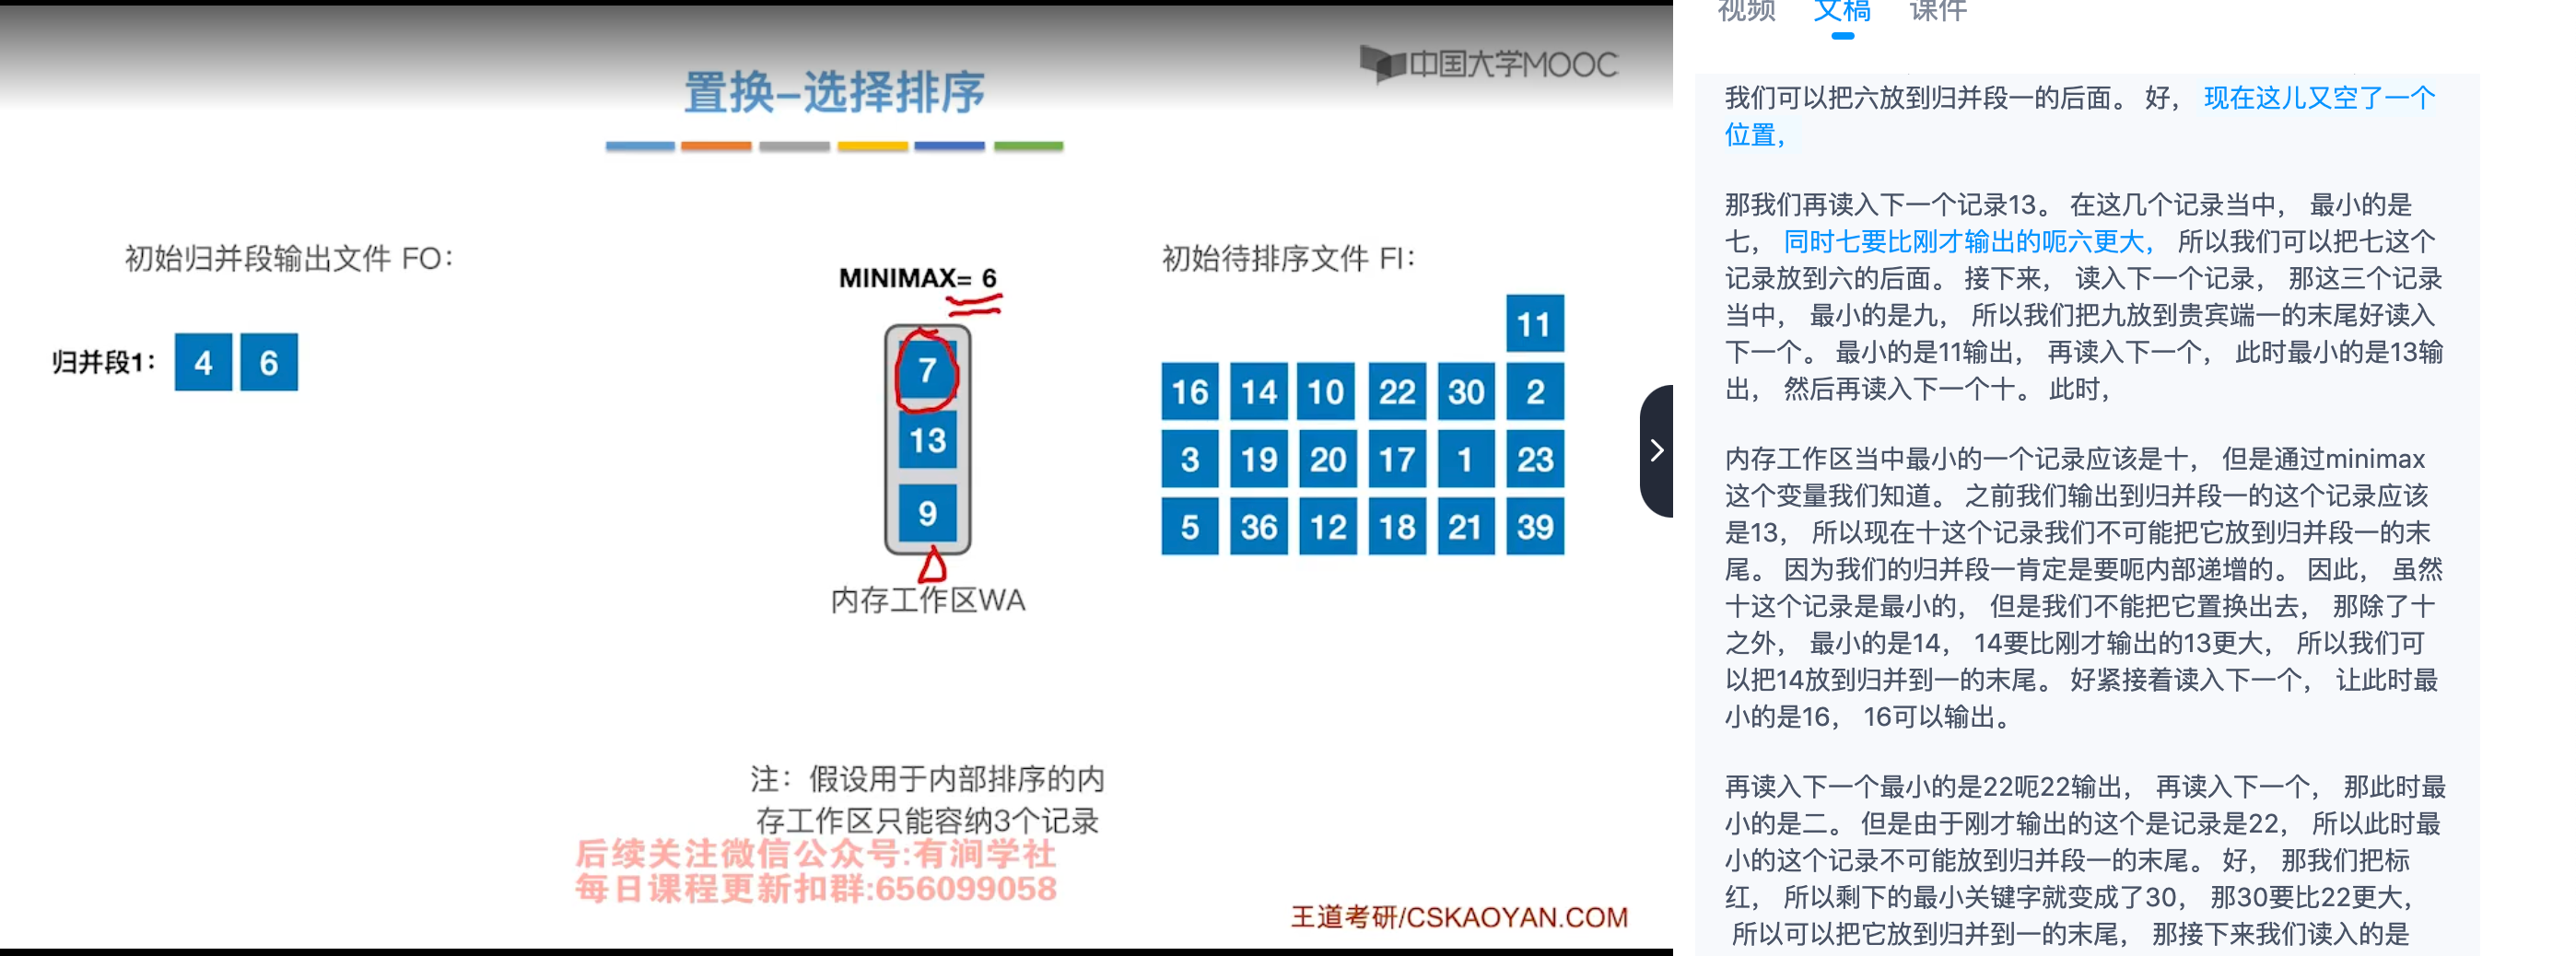 中国大学MOOC
置换–选择排序
初始归并段输出文件 FO：
归并段1：
4 6
MINIMAX= 6
7
13
9
内存工作区WA
初始待排序文件 FI：
11
16 14 10 22 30 2
3 19 20 17 1 23
5 36 12 18 21 39
注：假设用于内部排序的内
存工作区只能容纳3个记录
后续关注微信公众号:有涧学社
每日课程更新扣群:656099058
王道考研/CSKAOYAN.COM
视频 文稿 课件
我们可以把六放到归并段一的后面。 好， 现在这儿又空了一个
位置，
那我们再读入下一个记录13。 在这几个记录当中， 最小的是
七， 同时七要比刚才输出的呃六更大， 所以我们可以把七这个
记录放到六的后面。 接下来， 读入下一个记录， 那这三个记录
当中， 最小的是九， 所以我们把九放到贵宾端一的末尾好读入
下一个。 最小的是11输出， 再读入下一个， 此时最小的是13输
出， 然后再读入下一个十。 此时，
内存工作区当中最小的一个记录应该是十， 但是通过minimax
这个变量我们知道。 之前我们输出到归并段一的这个记录应该
是13， 所以现在十这个记录我们不可能把它放到归并段一的末
尾。 因为我们的归并段一肯定是要呃内部递增的。 因此， 虽然
十这个记录是最小的， 但是我们不能把它置换出去， 那除了十
之外， 最小的是14， 14要比刚才输出的13更大， 所以我们可
以把14放到归并到一的末尾。 好紧接着读入下一个， 让此时最
小的是16， 16可以输出。
再读入下一个最小的是22呃22输出， 再读入下一个， 那此时最
小的是二。 但是由于刚才输出的这个是记录是22， 所以此时最
小的这个记录不可能放到归并段一的末尾。 好， 那我们把标
红， 所以剩下的最小关键字就变成了30， 那30要比22更大，
所以可以把它放到归并到一的末尾， 那接下来我们读入的是